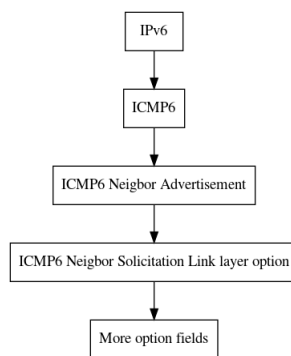 IPv6
ICMP6
ICMP6 Neigbor Advertisement
ICMP6 Neigbor Solicitation Link layer option
More option fields